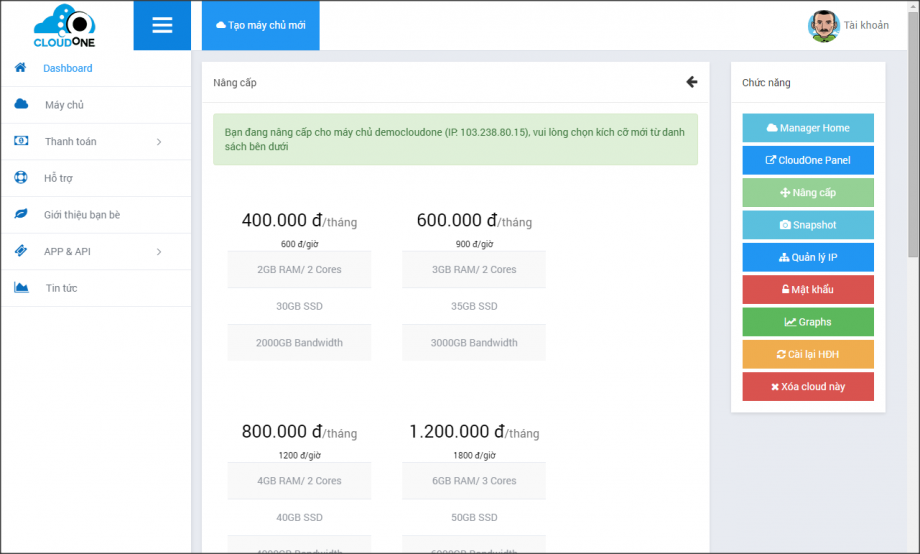 CLOUDONE
Tạo máy chủ mới
Tài khoản
Dashboard
Máy chủ
Thanh toán
Hỗ trợ
Giới thiệu bạn bè
APP & API
Tin tức
Nâng cấp
Bạn đang nâng cấp cho máy chủ democloudone (IP. 103.238.80.15), vui lòng chọn kích cỡ mới từ danh
sách bên dưới
400.000 đ/tháng
600 đ/giờ
2GB RAM/ 2 Cores
30GB SSD
2000GB Bandwidth
600.000 đ/tháng
900 đ/giờ
3GB RAM/ 2 Cores
35GB SSD
3000GB Bandwidth
800.000 đ/tháng
1200 đ/giờ
4GB RAM/ 2 Cores
40GB SSD
4000GB Bandwidth
1.200.000 đ/tháng
1800 đ/giờ
6GB RAM/ 3 Cores
50GB SSD
6000GB Bandwidth
Chức năng
Manager Home
CloudOne Panel
Nâng cấp
Snapshot
Quản lý IP
Mật khẩu
Graphs
Cài lại HĐH
Xóa cloud này